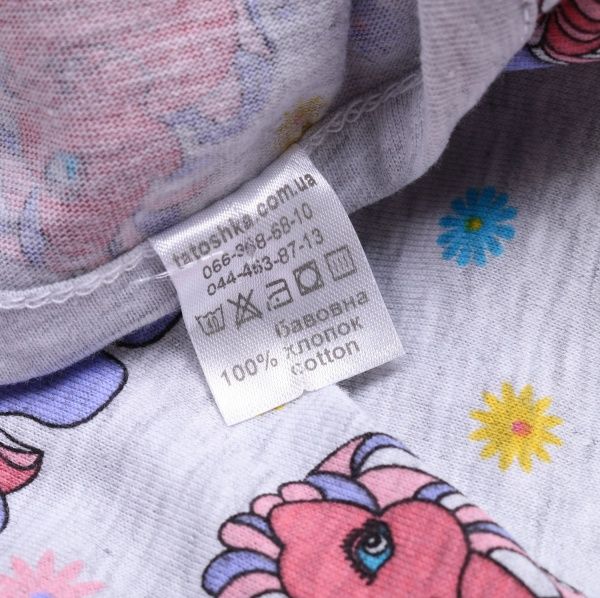 tatoshka.com.ua
066-368-68-10
044-463-87-13
бавовна
100% хлопок
cotton